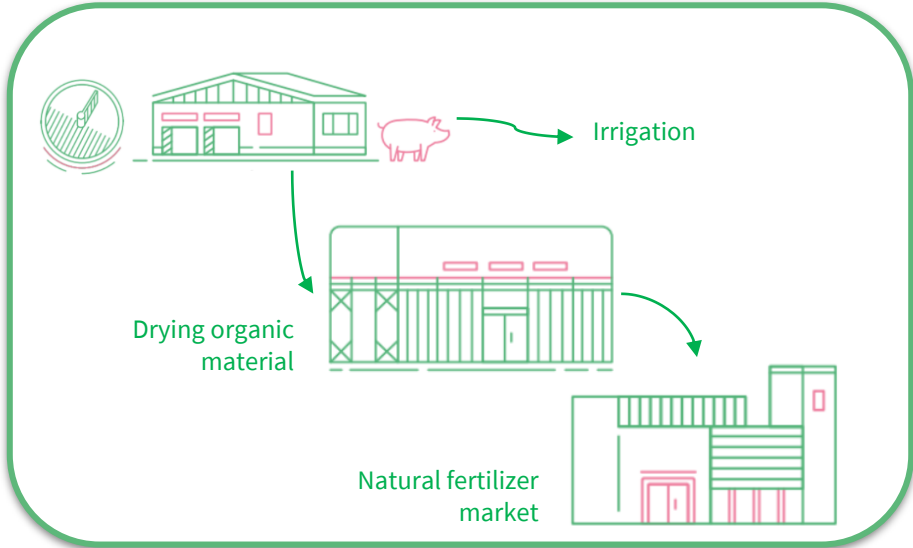 Irrigation
Drying organic
material
Natural fertilizer
market